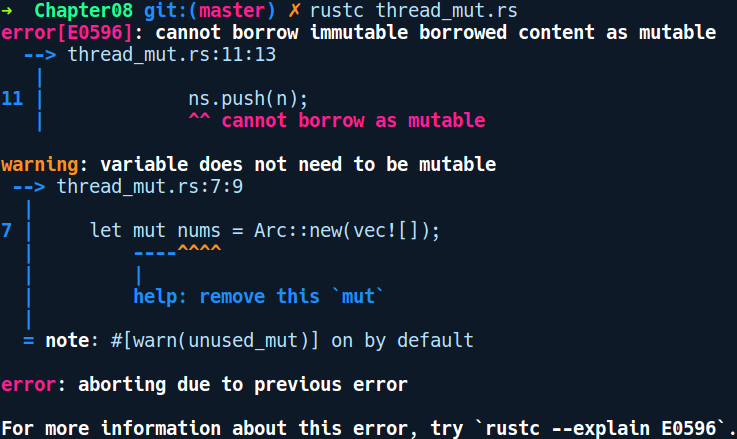 ➜  Chapter08 git:(master) ✗ rustc thread_mut.rs
error[E0596]: cannot borrow immutable borrowed content as mutable
  --> thread_mut.rs:11:13
   |
11 |             ns.push(n);
   |             ^^ cannot borrow as mutable

warning: variable does not need to be mutable
 --> thread_mut.rs:7:9
  |
7 |     let mut nums = Arc::new(vec![]);
  |         ----^^^^
  |         |
  |         help: remove this `mut`
  |
  = note: #[warn(unused_mut)] on by default

error: aborting due to previous error

For more information about this error, try `rustc --explain E0596`.